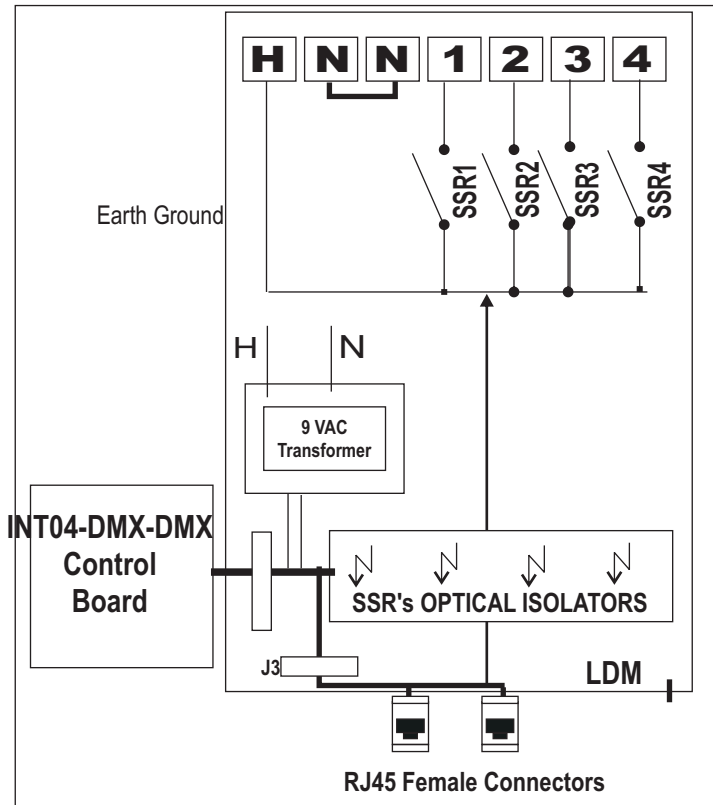 H N N 1 2 3 4
SSR1 SSR2 SSR3 SSR4
Earth Ground
H N
9 VAC
Transformer
INT04-DMX-DMX
Control
Board
SSR's OPTICAL ISOLATORS
J3
LDM
RJ45 Female Connectors